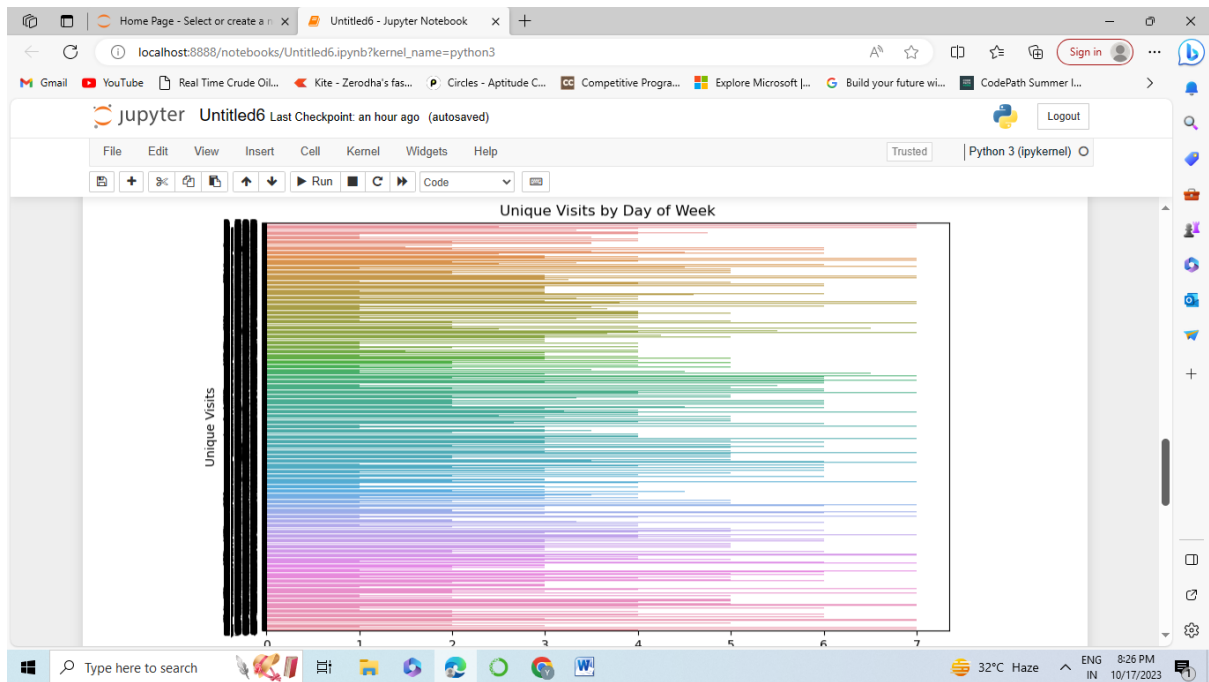 Home Page - Select or create a n
Untitled6 - Jupyter Notebook
localhost:8888/notebooks/Untitled6.ipynb?kernel_name=python3
Sign in
Gmail YouTube Real Time Crude Oil... Kite - Zerodha's fas... Circles - Aptitude C... CC Competitive Progra... Explore Microsoft |... Build your future wi... CodePath Summer I...
jupyter Untitled6 Last Checkpoint: an hour ago (autosaved)
Logout
File Edit View Insert Cell Kernel Widgets Help
Trusted Python 3 (ipykernel)
Run Code
Unique Visits by Day of Week
Unique Visits
0 1 2 3 4 5 6 7
Type here to search
32°C Haze
ENG
IN
8:26 PM
10/17/2023
1